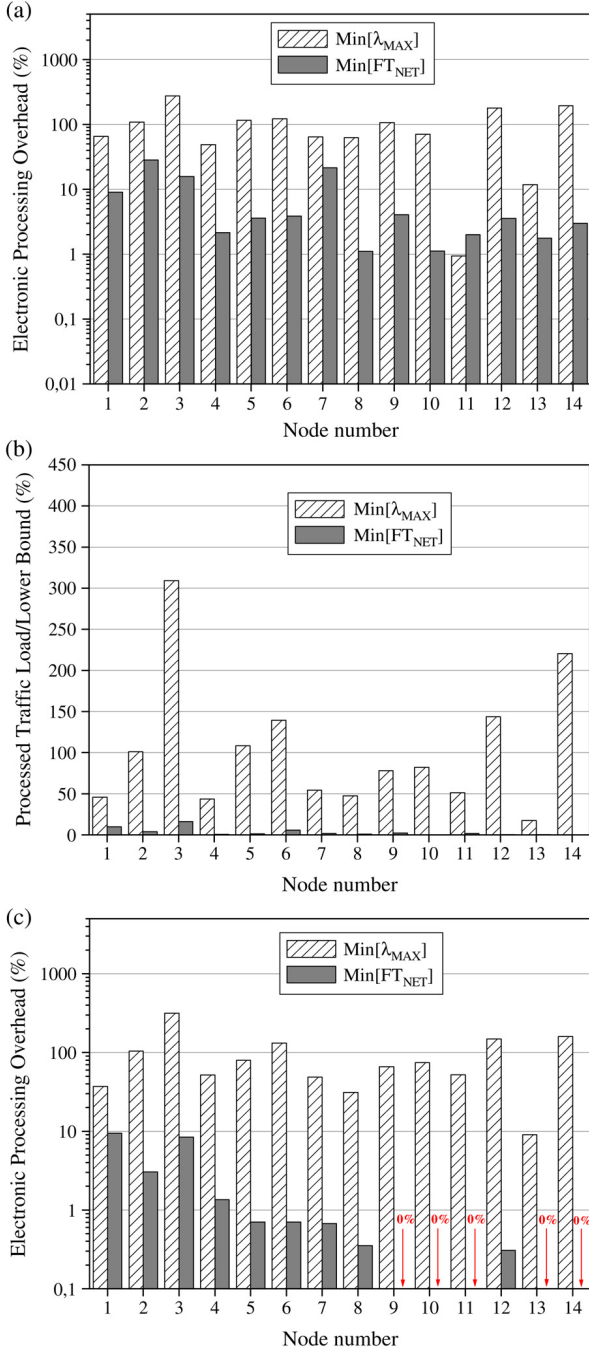 (a)
Electronic Processing Overhead (%)
1000
100
10
1
0.1
0,01
Min[λMAX]
Min[FTNET]
1 2 3 4 5 6 7 8 9 10 11 12 13 14
Node number
(b)
Processed Traffic Load/Lower Bound (%)
450
400
350
300
250
200
150
100
50
0
Min[λMAX]
Min[FTNET]
1 2 3 4 5 6 7 8 9 10 11 12 13 14
Node number
(c)
Electronic Processing Overhead (%)
1000
100
10
1
0,1
Min[λMAX]
Min[FTNET]
0% 0% 0% 0% 0%
1 2 3 4 5 6 7 8 9 10 11 12 13 14
Node number